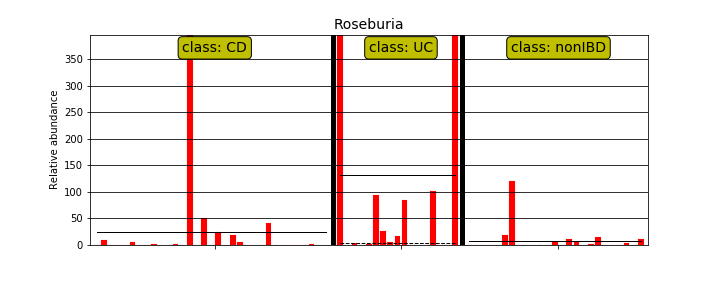 Roseburia
class: CD
class: UC
class: nonIBD
Relative abundance
350
300
250
200
150
100
50
0